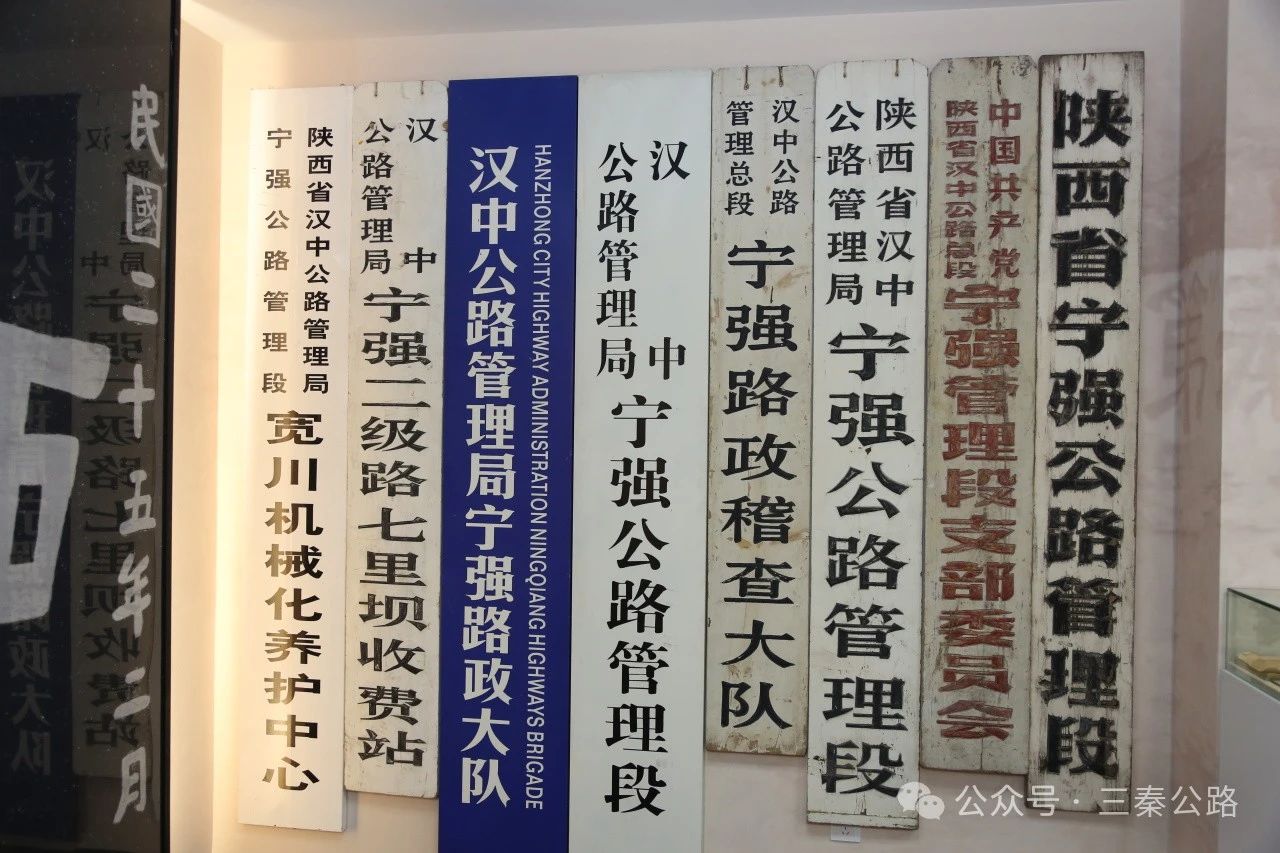 民國二十五年二月
陕西省汉中公路管理局
宁强公路管理段
宽川机械化养护中心
汉中
公路管理局
宁强二级路七里坝收费站
汉中公路管理局宁强路政大队
HANZHONG CITY HIGHWAY ADMINISTRATION NINGQIANG HIGHWAYS BRIGADE
汉中
公路管理局
宁强公路管理段
汉中公路
管理总段
宁强路政稽查大队
陕西省汉中
公路管理局
宁强公路管理段
中国共产党
陕西省汉中公路总段
宁强管理段支部委员会
陕西省宁强公路管理段
公众号·三秦公路